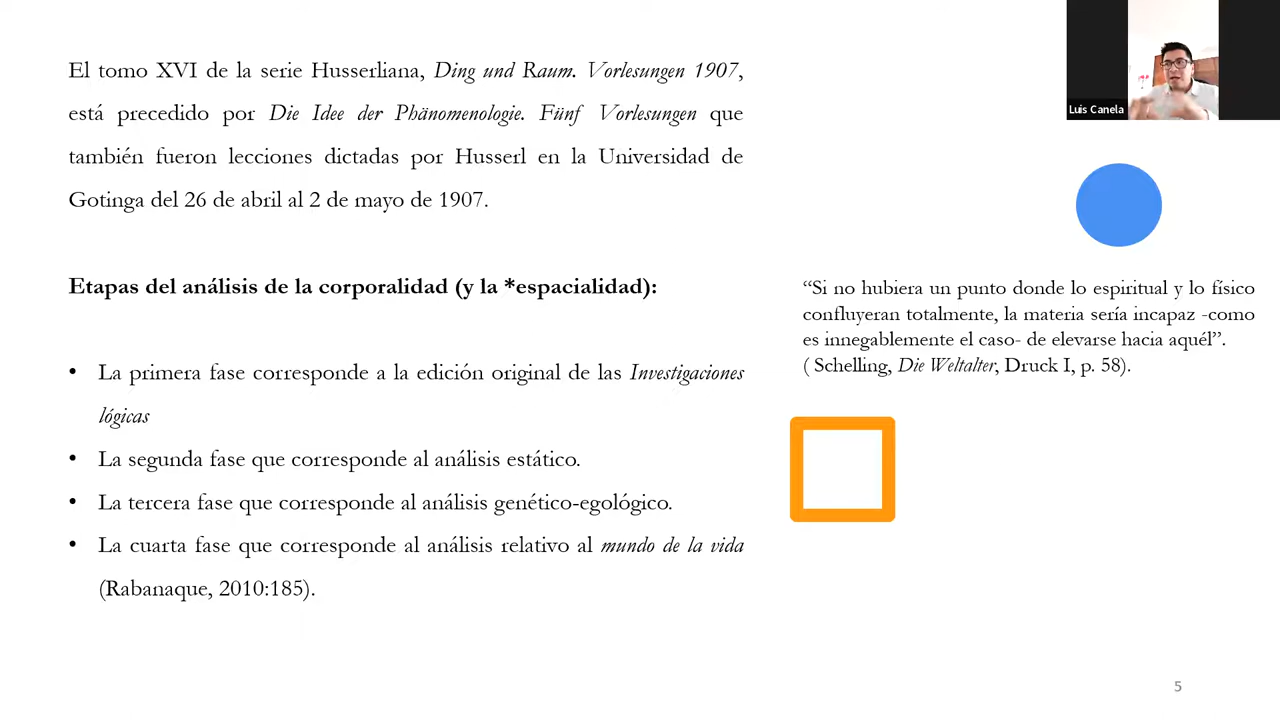 El tomo XVI de la serie Husserliana, Ding und Raum. Vorlesungen 1907,
está precedido por Die Idee der Phänomenologie. Fünf Vorlesungen que
también fueron lecciones dictadas por Husserl en la Universidad de
Gotinga del 26 de abril al 2 de mayo de 1907.
Etapas del análisis de la corporalidad (y la *espacialidad):
• La primera fase corresponde a la edición original de las Investigaciones
lógicas
• La segunda fase que corresponde al análisis estático.
• La tercera fase que corresponde al análisis genético-egológico.
• La cuarta fase que corresponde al análisis relativo al mundo de la vida
(Rabanaque, 2010:185).
Luis Canela
“Si no hubiera un punto donde lo espiritual y lo físico
confluyeran totalmente, la materia sería incapaz -como
es innegablemente el caso- de elevarse hacia aquél”.
( Schelling, Die Weltalter, Druck I, p. 58).
5